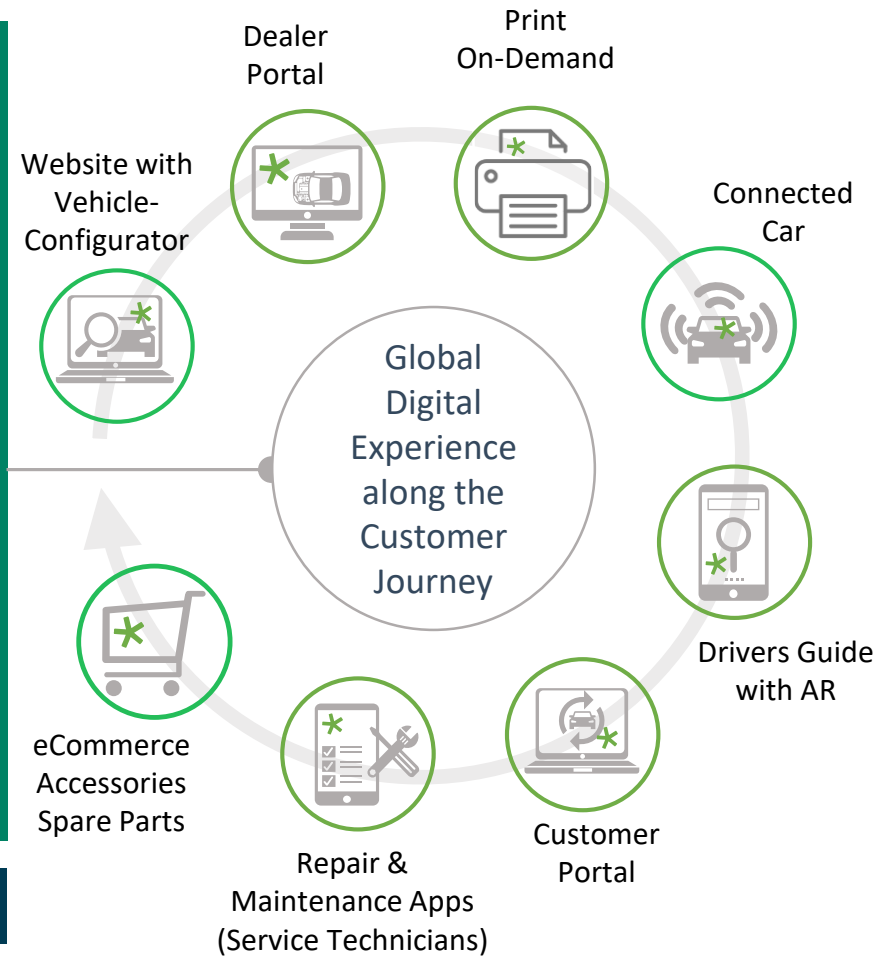 Dealer
Portal
Print
On-Demand
Website with
Vehicle-
Configurator
Connected
Car
Global
Digital
Experience
along the
Customer
Journey
Drivers Guide
with AR
eCommerce
Accessories
Spare Parts
Customer
Portal
Repair &
Maintenance Apps
(Service Technicians)